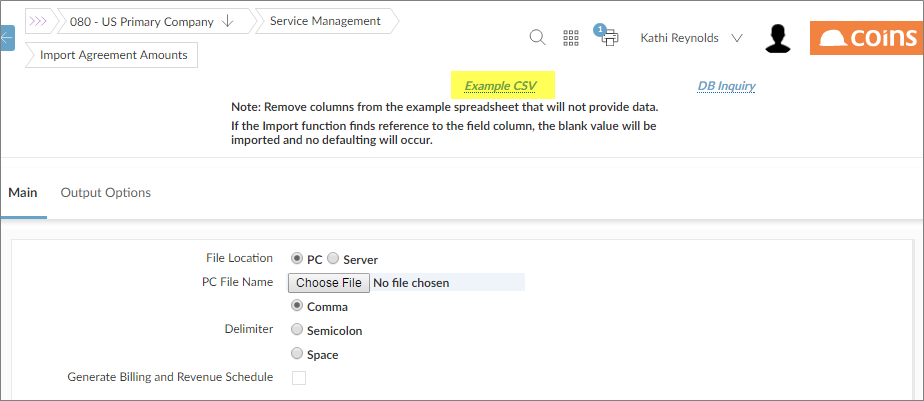 >>> 080 - US Primary Company Service Management
1 Kathi Reynolds coins
Import Agreement Amounts
Example CSV DB Inquiry
Note: Remove columns from the example spreadsheet that will not provide data.
If the Import function finds reference to the field column, the blank value will be
imported and no defaulting will occur.
Main Output Options
File Location PC Server
PC File Name Choose File No file chosen
Comma
Delimiter Semicolon
Space
Generate Billing and Revenue Schedule